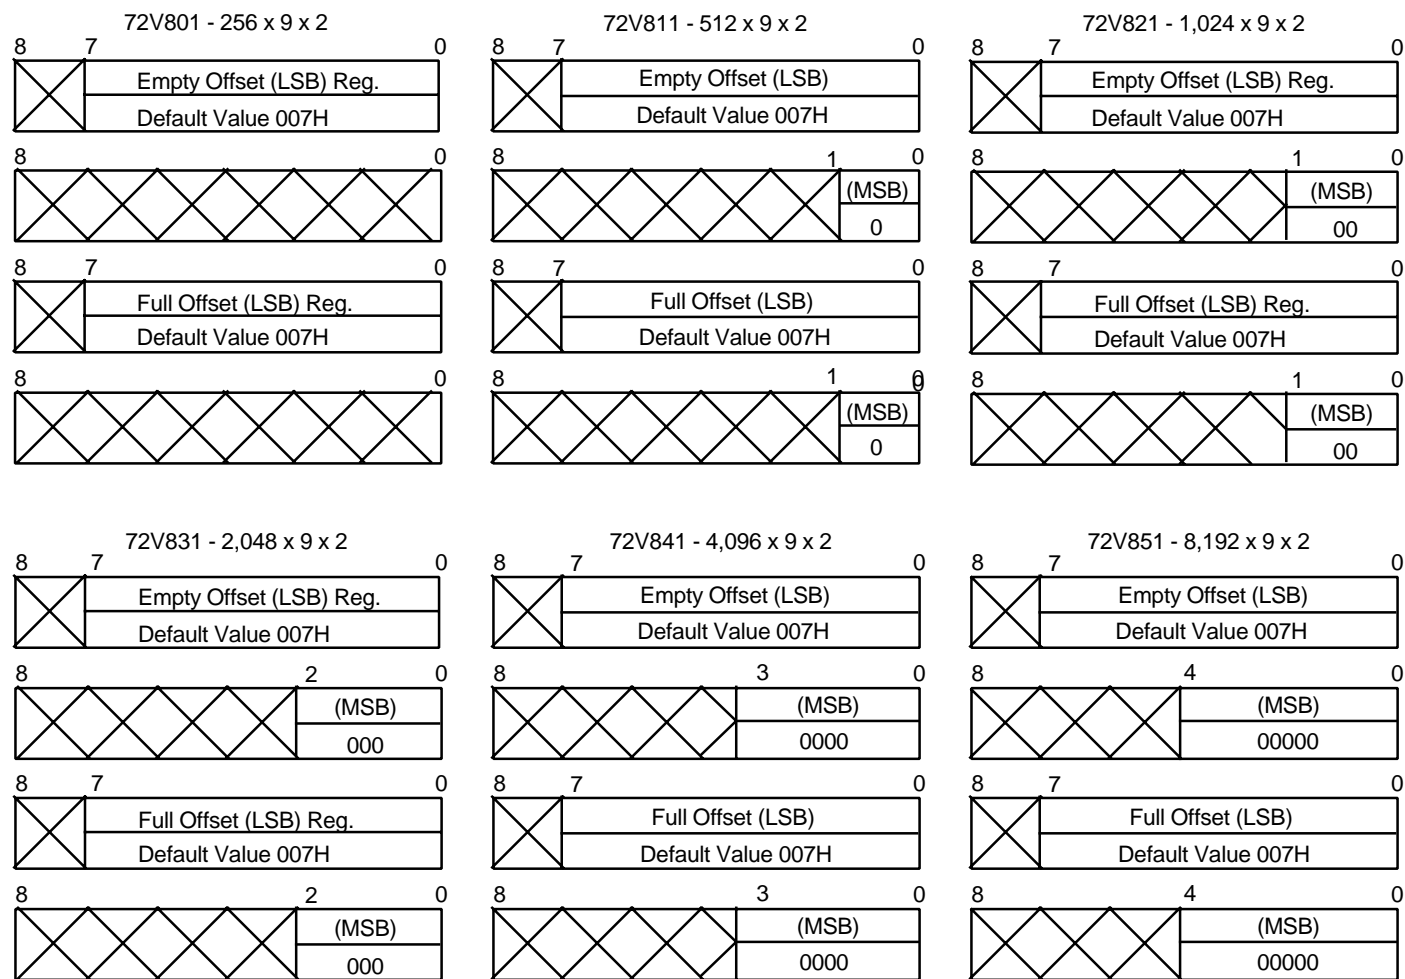 72V801 - 256 x 9 x 2
8 7 0
Empty Offset (LSB) Reg.
Default Value 007H
8 0
8 7 0
Full Offset (LSB) Reg.
Default Value 007H
8 0
72V811 - 512 x 9 x 2
8 7 0
Empty Offset (LSB)
Default Value 007H
8 1 0
(MSB)
0
8 7 0
Full Offset (LSB)
Default Value 007H
8 1 0
0
(MSB)
0
72V821 - 1,024 x 9 x 2
8 7 0
Empty Offset (LSB) Reg.
Default Value 007H
8 1 0
(MSB)
00
8 7 0
Full Offset (LSB) Reg.
Default Value 007H
8 1 0
(MSB)
00
72V831 - 2,048 x 9 x 2
8 7 0
Empty Offset (LSB) Reg.
Default Value 007H
8 2 0
(MSB)
000
8 7 0
Full Offset (LSB) Reg.
Default Value 007H
8 2 0
(MSB)
000
72V841 - 4,096 x 9 x 2
8 7 0
Empty Offset (LSB)
Default Value 007H
8 3 0
(MSB)
0000
8 7 0
Full Offset (LSB)
Default Value 007H
8 3 0
(MSB)
0000
72V851 - 8,192 x 9 x 2
8 7 0
Empty Offset (LSB)
Default Value 007H
8 4 0
(MSB)
00000
8 7 0
Full Offset (LSB)
Default Value 007H
8 4 0
(MSB)
00000